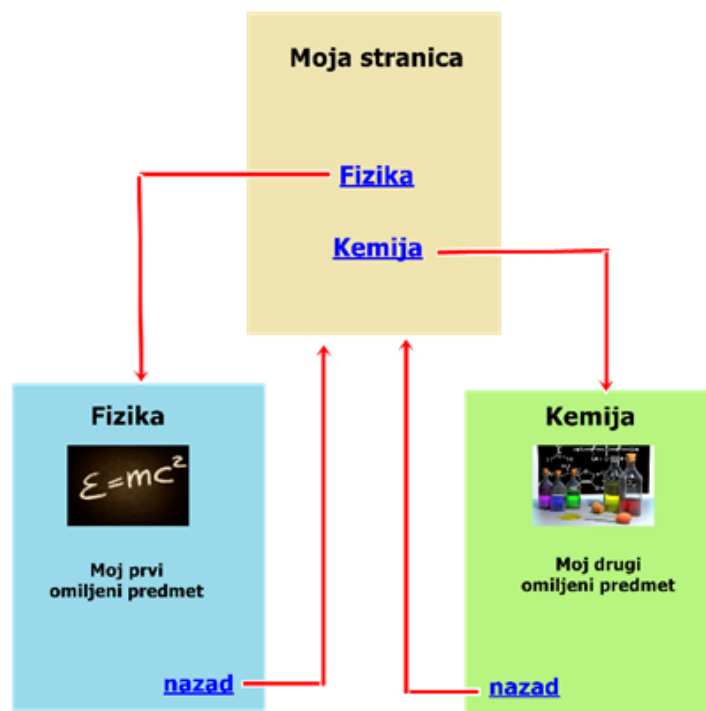 Moja stranica
Fizika
Kemija
Fizika
ε=mc²
Moj prvi
omiljeni predmet
nazad
Kemija
Moj drugi
omiljeni predmet
nazad